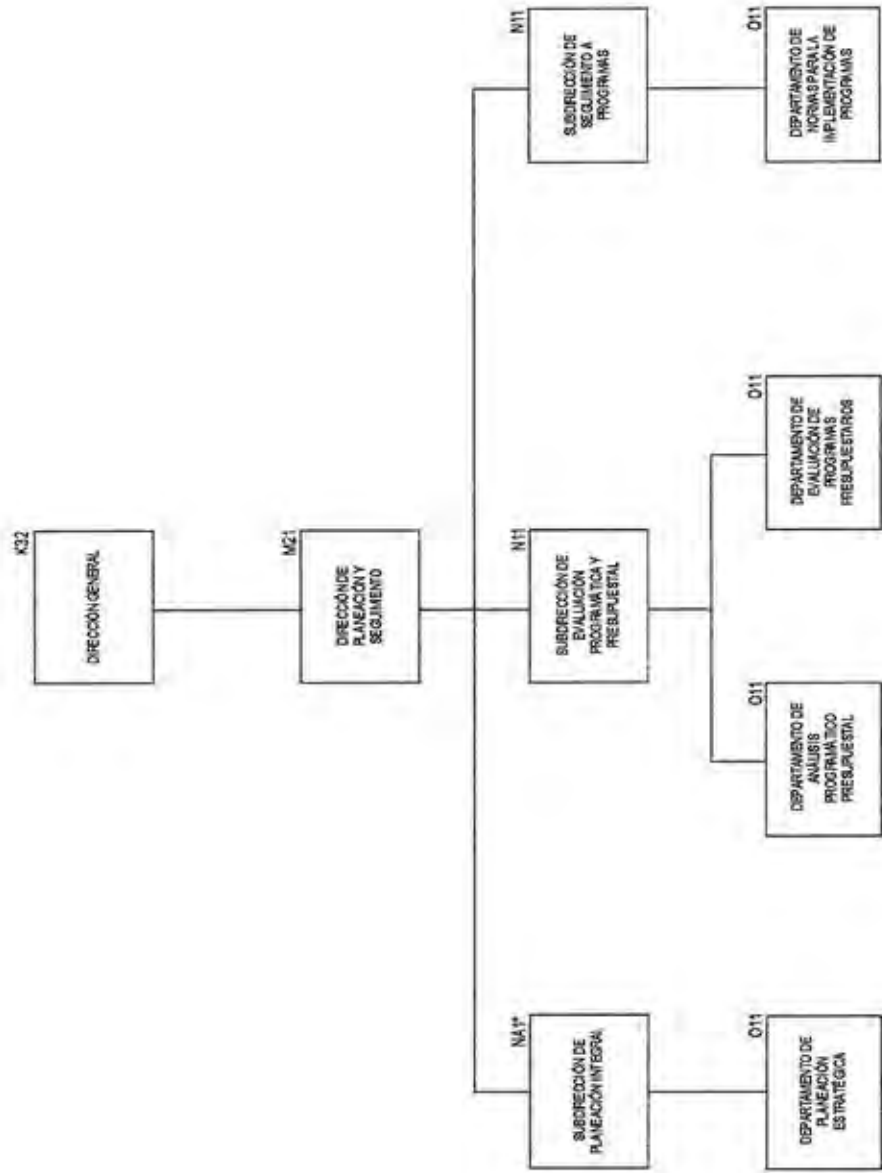 K32
DIRECCIÓN GENERAL
M21
DIRECCIÓN DE
PLANEACIÓN Y
SEGUIMIENTO
NA1*
SUBDIRECCIÓN DE
PLANEACIÓN INTEGRAL
N11
SUBDIRECCIÓN DE
EVALUACIÓN
PROGRAMÁTICA Y
PRESUPUESTAL
N11
SUBDIRECCIÓN DE
SEGUIMIENTO A
PROGRAMAS
O11
DEPARTAMENTO DE
PLANEACIÓN
ESTRATÉGICA
O11
DEPARTAMENTO DE
ANÁLISIS
PROGRAMÁTICO
PRESUPUESTAL
O11
DEPARTAMENTO DE
EVALUACIÓN DE
PROGRAMAS
PRESUPUESTARIOS
O11
DEPARTAMENTO DE
NORMAS PARA LA
IMPLEMENTACIÓN DE
PROGRAMAS